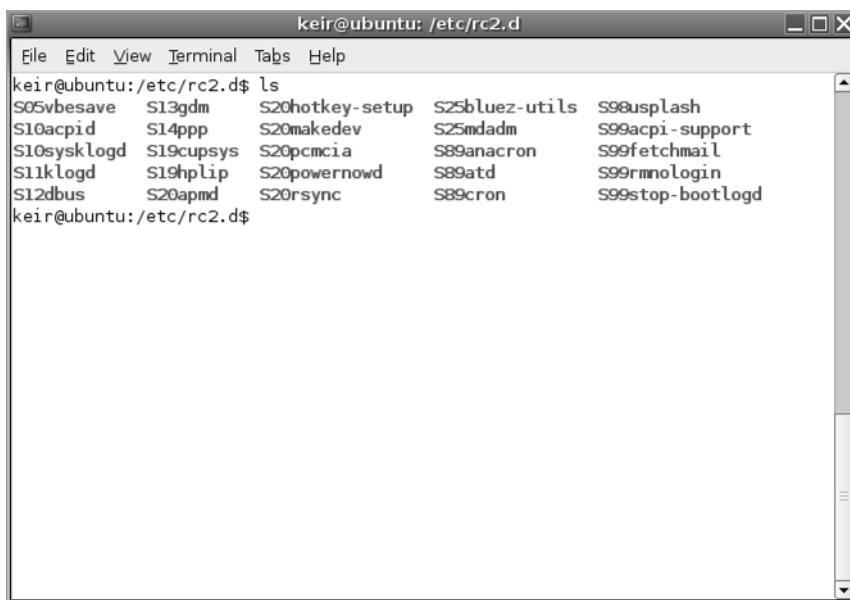 keir@ubuntu: /etc/rc2.d
File Edit View Terminal Tabs Help
keir@ubuntu:/etc/rc2.d$ ls
S05vbesave S13gdm S20hotkey-setup S25bluez-utils S98usplash
S10acpid S14ppp S20makedev S25mdadm S99acpi-support
S10sysklogd S19cupsys S20pcmcia S89anacron S99fetchmail
S11klogd S19hplip S20powernowd S89atd S99rmnologin
S12dbus S20apmd S20rsync S89cron S99stop-bootlogd
keir@ubuntu:/etc/rc2.d$